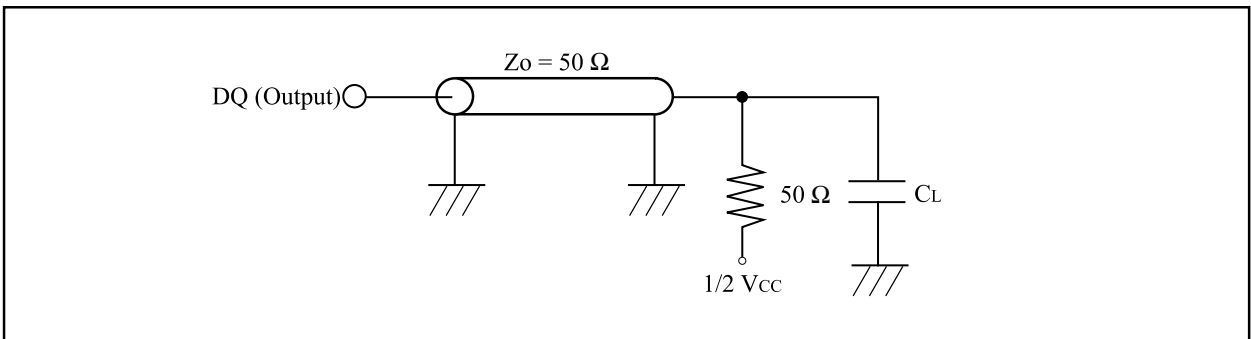 Zo = 50 Ω
DQ (Output)
50 Ω
CL
1/2 VCC